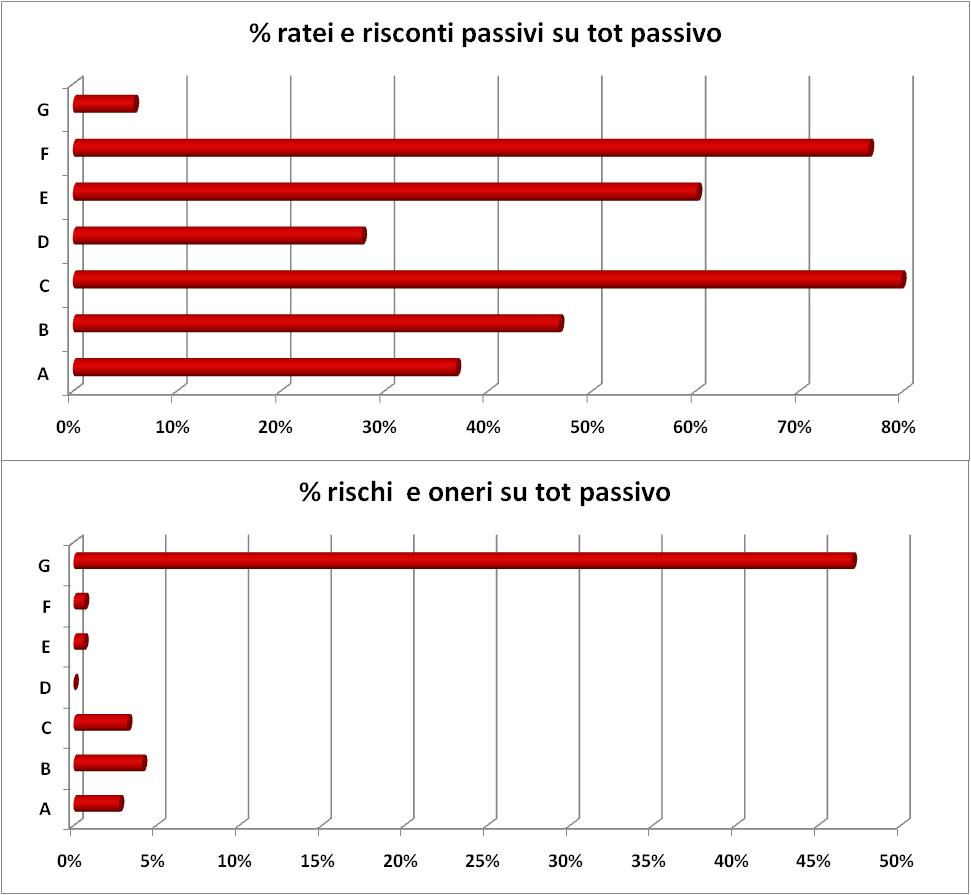 % ratei e risconti passivi su tot passivo
G
F
E
D
C
B
A
0% 10% 20% 30% 40% 50% 60% 70% 80%
% rischi e oneri su tot passivo
G
F
E
D
C
B
A
0% 5% 10% 15% 20% 25% 30% 35% 40% 45% 50%